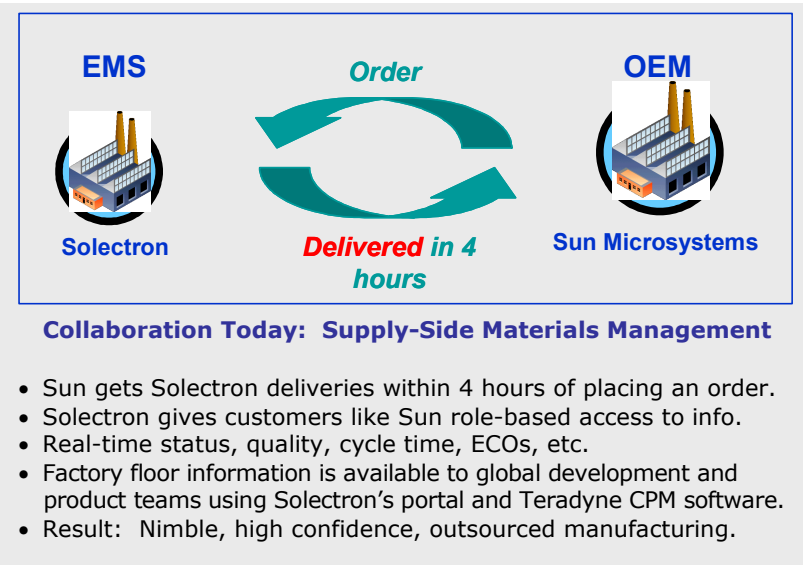 EMS
Order
OEM
Solectron
Delivered in 4
hours
Sun Microsystems
Collaboration Today: Supply-Side Materials Management
• Sun gets Solectron deliveries within 4 hours of placing an order.
• Solectron gives customers like Sun role-based access to info.
• Real-time status, quality, cycle time, ECOs, etc.
• Factory floor information is available to global development and
product teams using Solectron’s portal and Teradyne CPM software.
• Result: Nimble, high confidence, outsourced manufacturing.